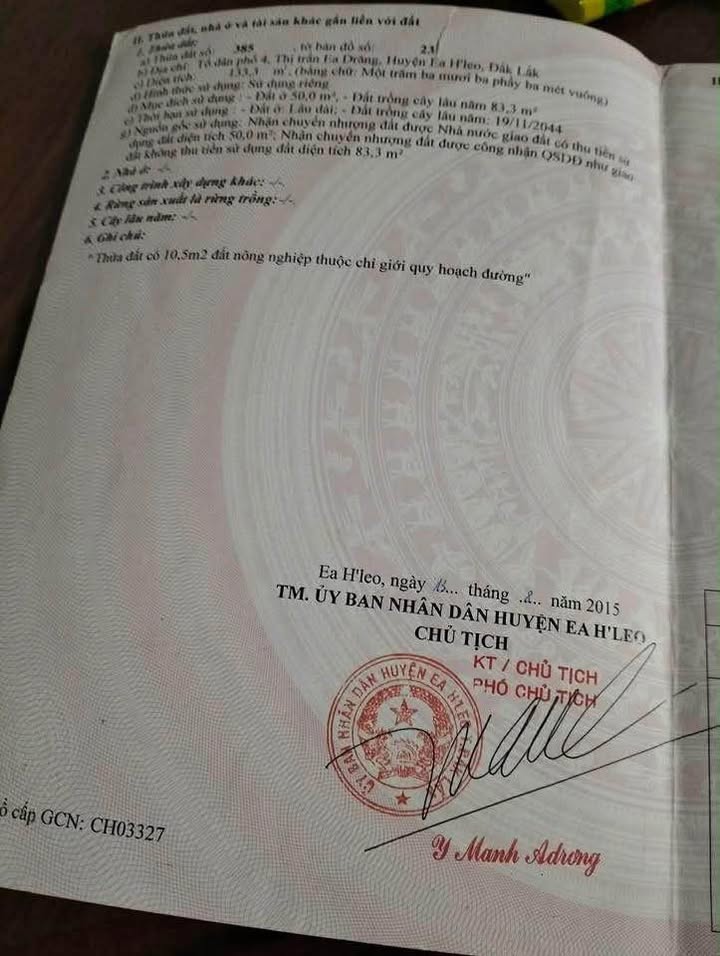 II. Thửa đất, nhà ở và tài sản khác gắn liền với đất
1. Thửa đất:
a) Thửa đất số: 385 , tờ bản đồ số: 23
b) Địa chỉ: Tổ dân phố 4, Thị trấn Ea Drăng, Huyện Ea H'leo, Đắk Lắk
c) Diện tích: 133,3 m², (bằng chữ: Một trăm ba mươi ba phẩy ba mét vuông)
d) Hình thức sử dụng: Sử dụng riêng
đ) Mục đích sử dụng : - Đất ở 50,0 m², - Đất trồng cây lâu năm 83,3 m²
e) Thời hạn sử dụng : - Đất ở: Lâu dài; - Đất trồng cây lâu năm: 19/11/2044
g) Nguồn gốc sử dụng: Nhận chuyển nhượng đất được Nhà nước giao đất có thu tiền sử
dụng đất diện tích 50,0 m²; Nhận chuyển nhượng đất được công nhận QSDĐ như giao
đất không thu tiền sử dụng đất diện tích 83,3 m²
2. Nhà ở: -/-.
3. Công trình xây dựng khác: -/-.
4. Rừng sản xuất là rừng trồng: -/-.
5. Cây lâu năm: -/-.
6. Ghi chú:
"Thửa đất có 10,5m2 đất nông nghiệp thuộc chỉ giới quy hoạch đường"
Ea H'leo, ngày 13... tháng .2.. năm 2015
TM. ỦY BAN NHÂN DÂN HUYỆN EA H'LEO
CHỦ TỊCH
KT / CHỦ TỊCH
PHÓ CHỦ TỊCH
ỦY BAN NHÂN DÂN HUYỆN EA H'LEO
Y Manh Adrơng
ổ cấp GCN: CH03327